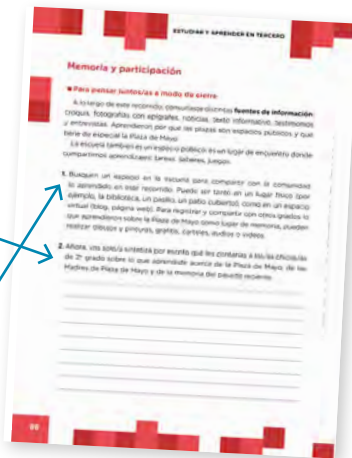 ESTUDIAR Y APRENDER EN TERCERO
Memoria y participación
Para pensar juntos/as a modo de cierre
A lo largo de este recorrido, consultaste distintas fuentes de información:
croquis, fotografías con epígrafes, noticias, texto informativo, testimonios
y entrevistas. Aprendieron por qué las plazas son espacios públicos y qué
tiene de especial la Plaza de Mayo.
La escuela también es un espacio público: es un lugar de encuentro donde
compartimos aprendizajes, tareas, saberes, juegos.
1. Busquen un espacio en la escuela para compartir con la comunidad
lo aprendido en este recorrido. Puede ser tanto en un lugar físico (por
ejemplo, la biblioteca, un pasillo, un patio cubierto), como en un espacio
virtual (blog, página web). Para registrar y compartir con otros grados lo
que aprendieron sobre la Plaza de Mayo como lugar de memoria, pueden
realizar dibujos y pinturas, grafitis, carteles, audios o videos.
2. Ahora, vos solo/a sintetizá por escrito qué les contarías a los/as chicos/as
de 2º grado sobre lo que aprendiste acerca de la Plaza de Mayo, de las
Madres de Plaza de Mayo y de la memoria del pasado reciente.